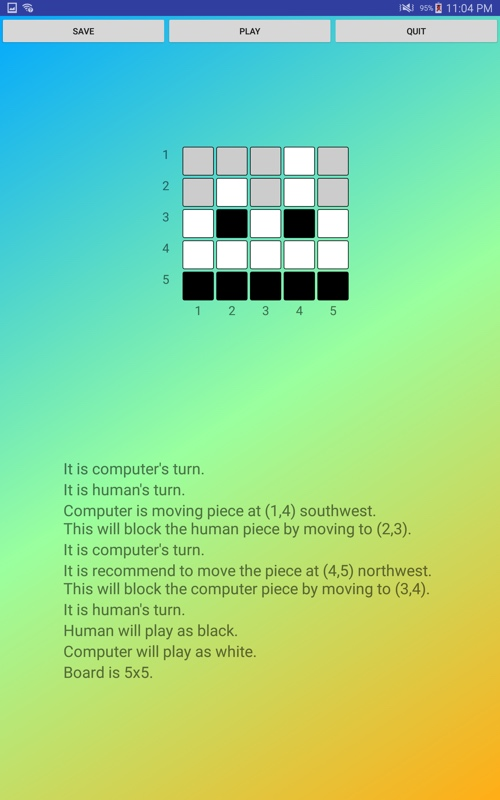 95% 11:04 PM
SAVE PLAY QUIT
1
2
3
4
5
1 2 3 4 5
It is computer's turn.
It is human's turn.
Computer is moving piece at (1,4) southwest.
This will block the human piece by moving to (2,3).
It is computer's turn.
It is recommend to move the piece at (4,5) northwest.
This will block the computer piece by moving to (3,4).
It is human's turn.
Human will play as black.
Computer will play as white.
Board is 5x5.